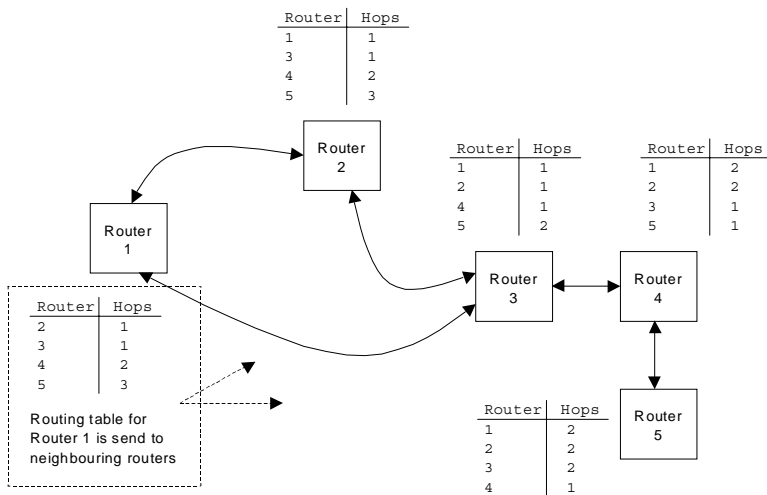 Router Hops
1 1
3 1
4 2
5 3
Router
2
Router Hops
1 1
2 1
4 1
5 2
Router Hops
1 2
2 2
3 1
5 1
Router
1
Router
3
Router
4
Router Hops
2 1
3 1
4 2
5 3
Routing table for
Router 1 is send to
neighbouring routers
Router Hops
1 2
2 2
3 2
4 1
Router
5